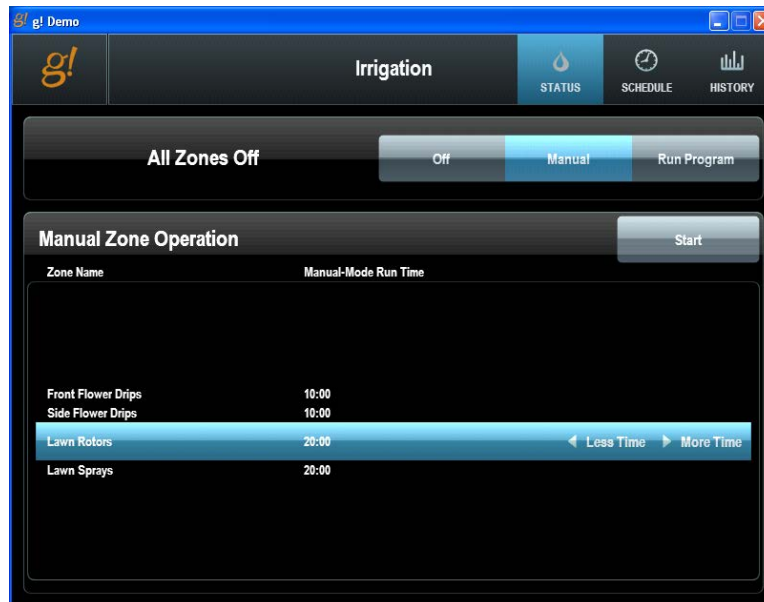 g! g! Demo
g! Irrigation
STATUS SCHEDULE HISTORY
All Zones Off Off Manual Run Program
Manual Zone Operation Start
Zone Name Manual-Mode Run Time
Front Flower Drips 10:00
Side Flower Drips 10:00
Lawn Rotors 20:00 Less Time More Time
Lawn Sprays 20:00